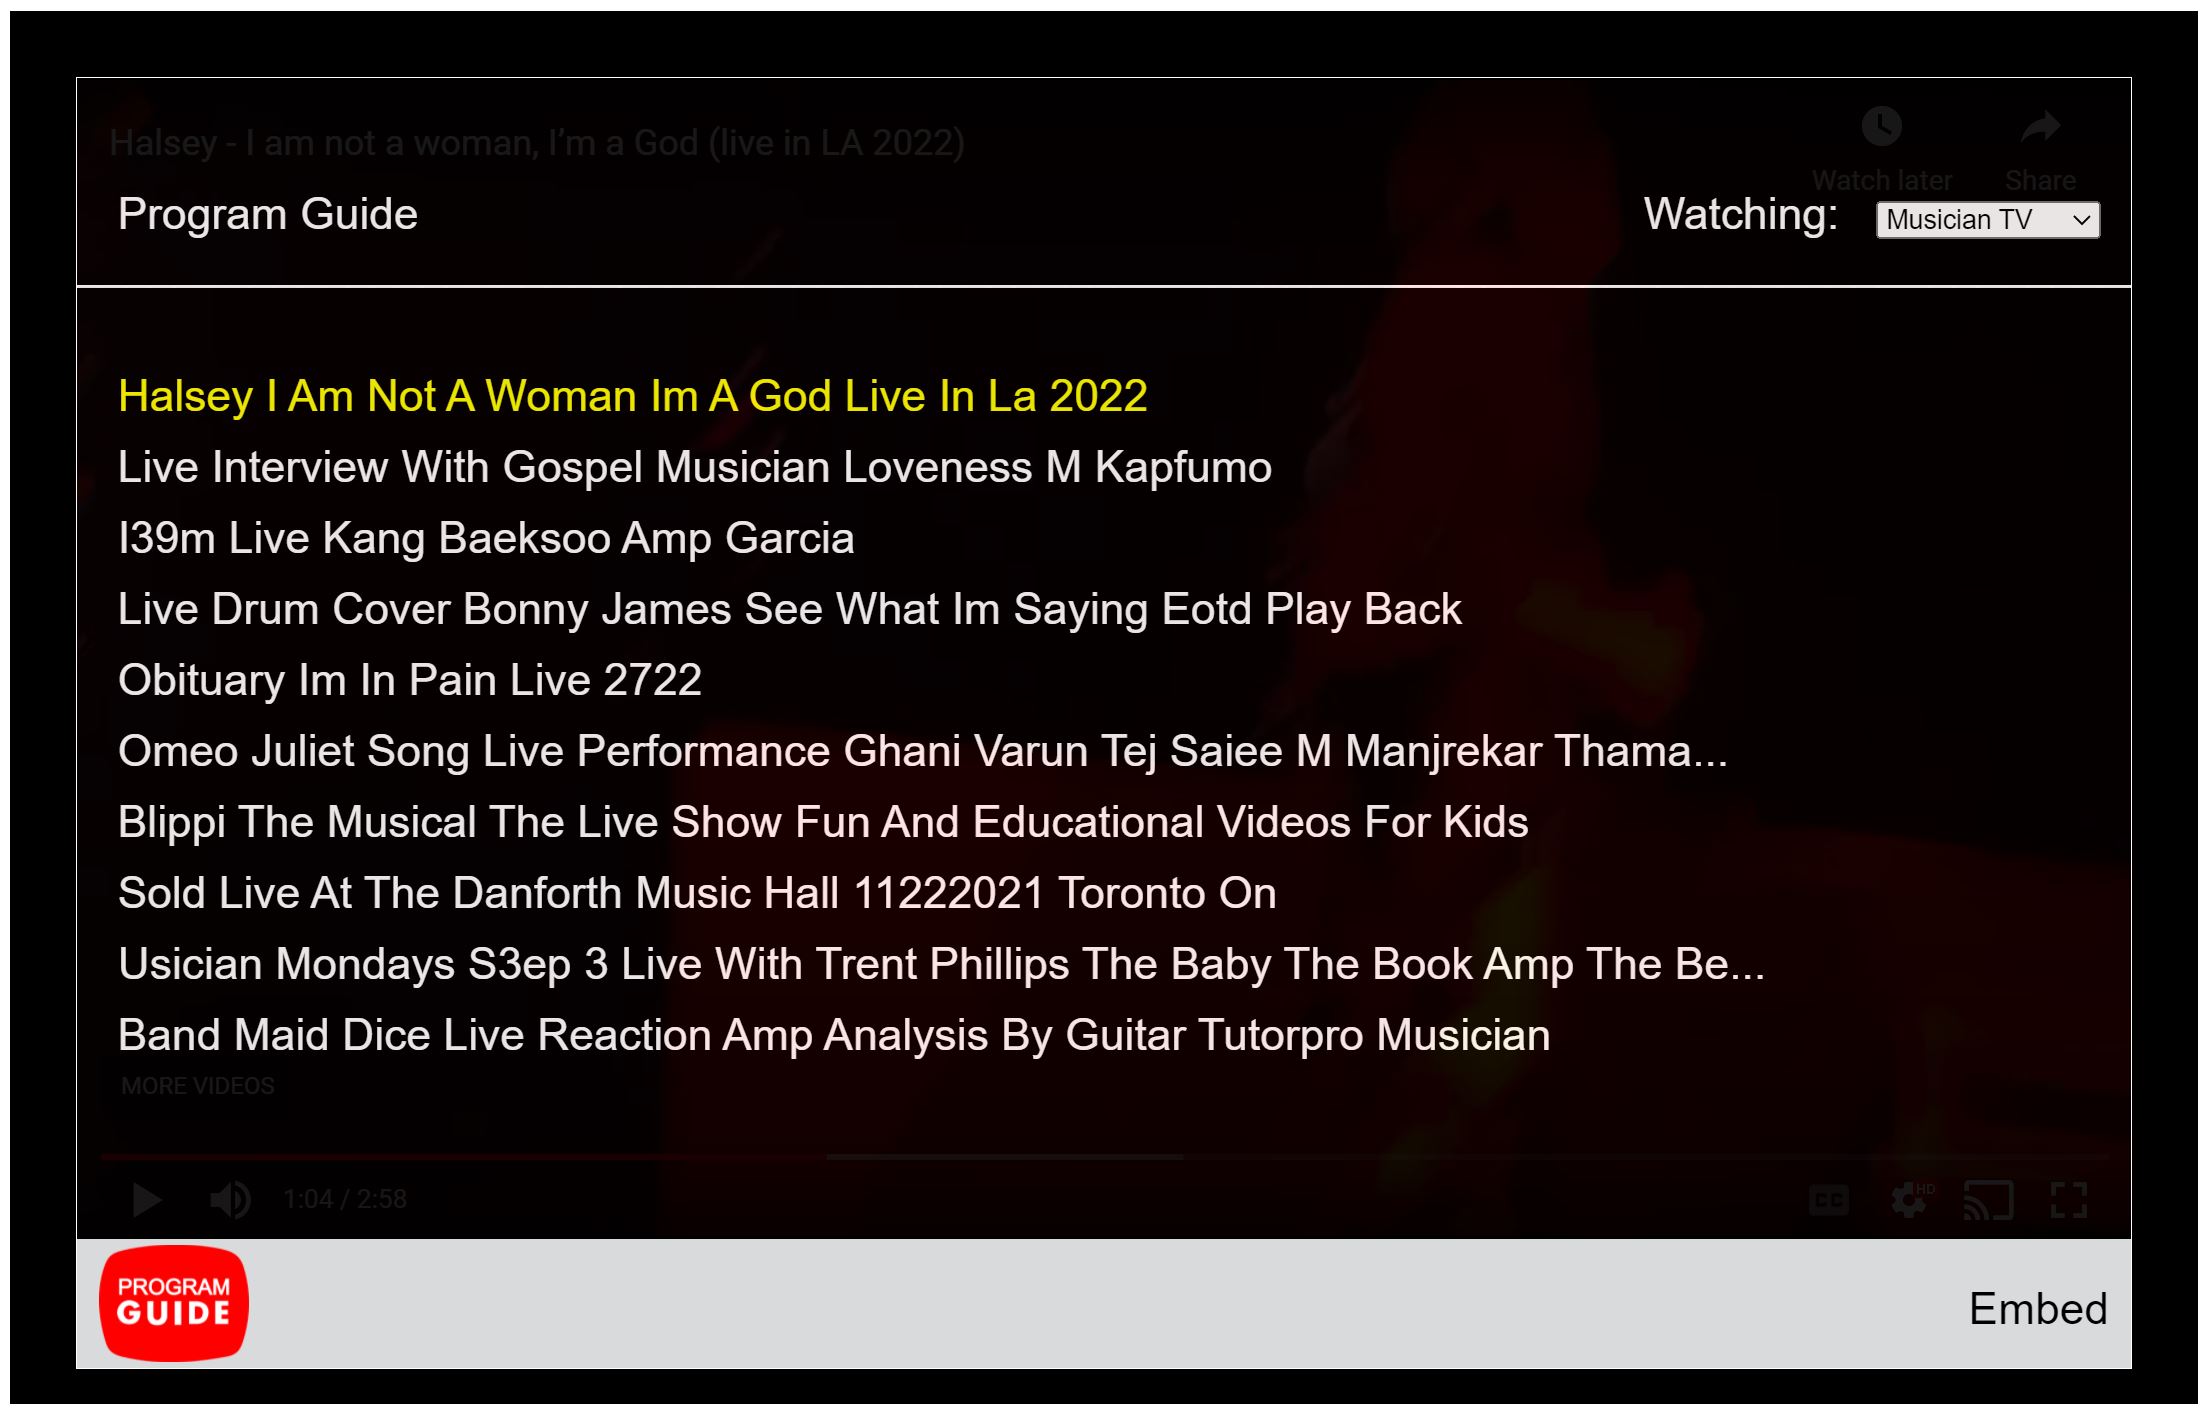 Halsey - I am not a woman, I’m a God (live in LA 2022)
Watch later
Share
Program Guide
Watching:
Musician TV
Halsey I Am Not A Woman Im A God Live In La 2022
Live Interview With Gospel Musician Loveness M Kapfumo
I39m Live Kang Baeksoo Amp Garcia
Live Drum Cover Bonny James See What Im Saying Eotd Play Back
Obituary Im In Pain Live 2722
Omeo Juliet Song Live Performance Ghani Varun Tej Saiee M Manjrekar Thama...
Blippi The Musical The Live Show Fun And Educational Videos For Kids
Sold Live At The Danforth Music Hall 11222021 Toronto On
Usician Mondays S3ep 3 Live With Trent Phillips The Baby The Book Amp The Be...
Band Maid Dice Live Reaction Amp Analysis By Guitar Tutorpro Musician
MORE VIDEOS
1:04 / 2:58
CC
HD
PROGRAM
GUIDE
Embed